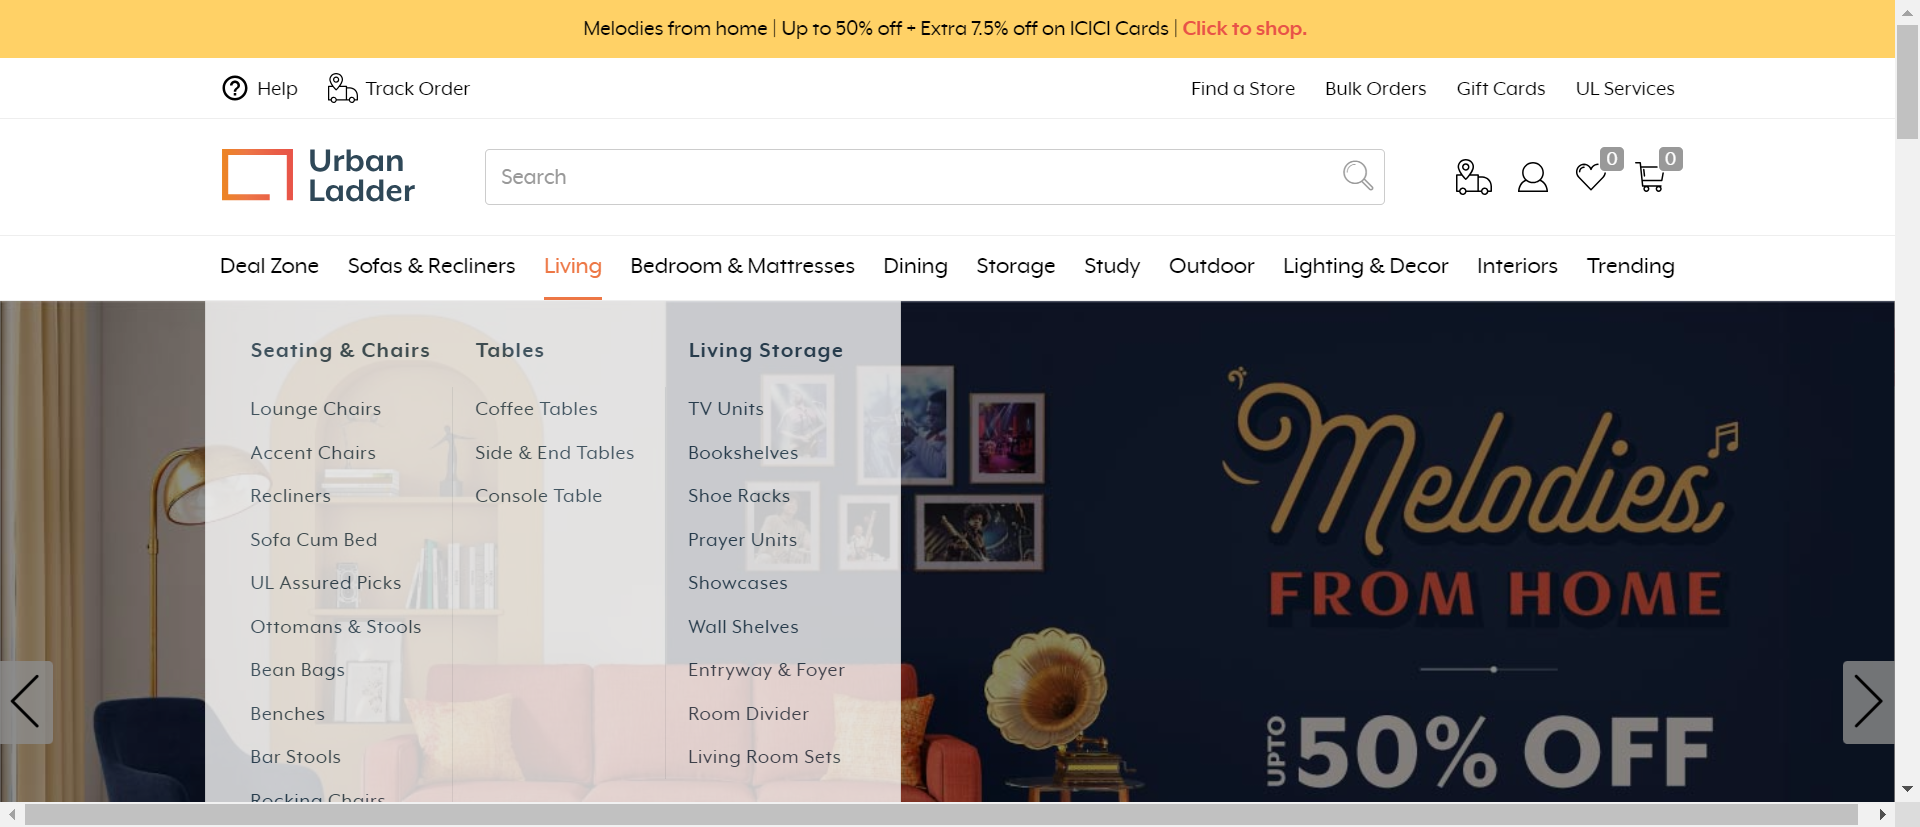 Melodies from home | Up to 50% off + Extra 7.5% off on ICICI Cards | Click to shop.
Help Track Order Find a Store Bulk Orders Gift Cards UL Services
Urban
Ladder
Search
0 0
Deal Zone Sofas & Recliners Living Bedroom & Mattresses Dining Storage Study Outdoor Lighting & Decor Interiors Trending
Seating & Chairs
Lounge Chairs
Accent Chairs
Recliners
Sofa Cum Bed
UL Assured Picks
Ottomans & Stools
Bean Bags
Benches
Bar Stools
Rocking Chairs
Tables
Coffee Tables
Side & End Tables
Console Table
Living Storage
TV Units
Bookshelves
Shoe Racks
Prayer Units
Showcases
Wall Shelves
Entryway & Foyer
Room Divider
Living Room Sets
Melodies
FROM HOME
UPTO 50% OFF